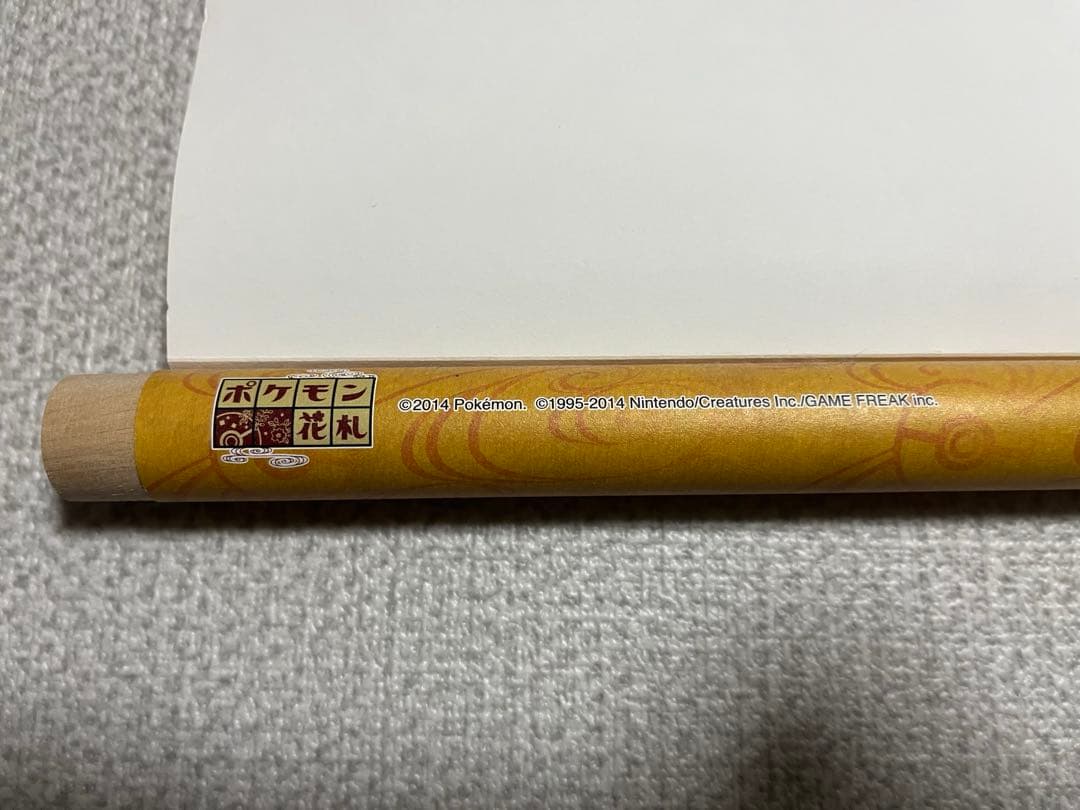 ポケモン
花札
©2014 Pokémon. ©1995-2014 Nintendo/Creatures Inc./GAME FREAK inc.